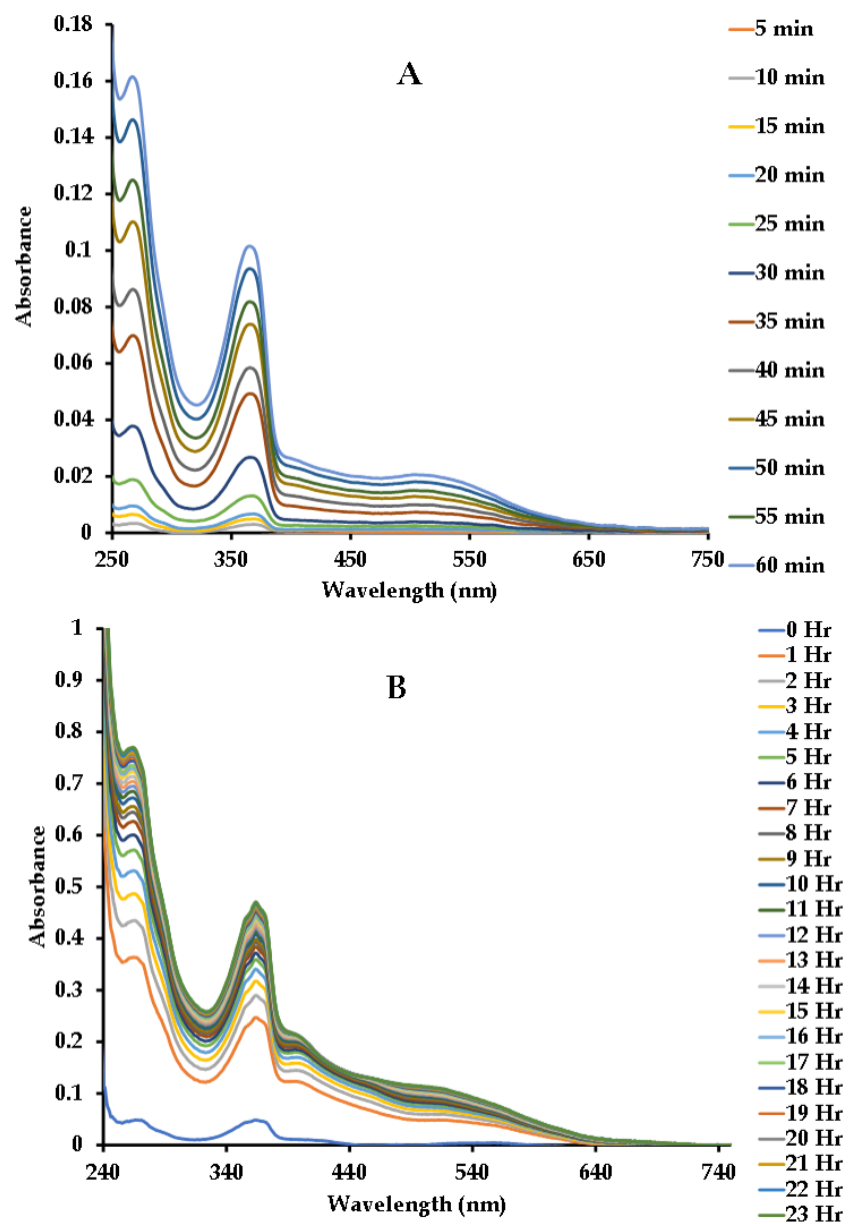 A
0.18
0.16
0.14
0.12
0.1
0.08
0.06
0.04
0.02
0
Absorbance
250 350 450 550 650 750
Wavelength (nm)
5 min
10 min
15 min
20 min
25 min
30 min
35 min
40 min
45 min
50 min
55 min
60 min
B
1
0.9
0.8
0.7
0.6
0.5
0.4
0.3
0.2
0.1
0
Absorbance
240 340 440 540 640 740
Wavelength (nm)
0 Hr
1 Hr
2 Hr
3 Hr
4 Hr
5 Hr
6 Hr
7 Hr
8 Hr
9 Hr
10 Hr
11 Hr
12 Hr
13 Hr
14 Hr
15 Hr
16 Hr
17 Hr
18 Hr
19 Hr
20 Hr
21 Hr
22 Hr
23 Hr